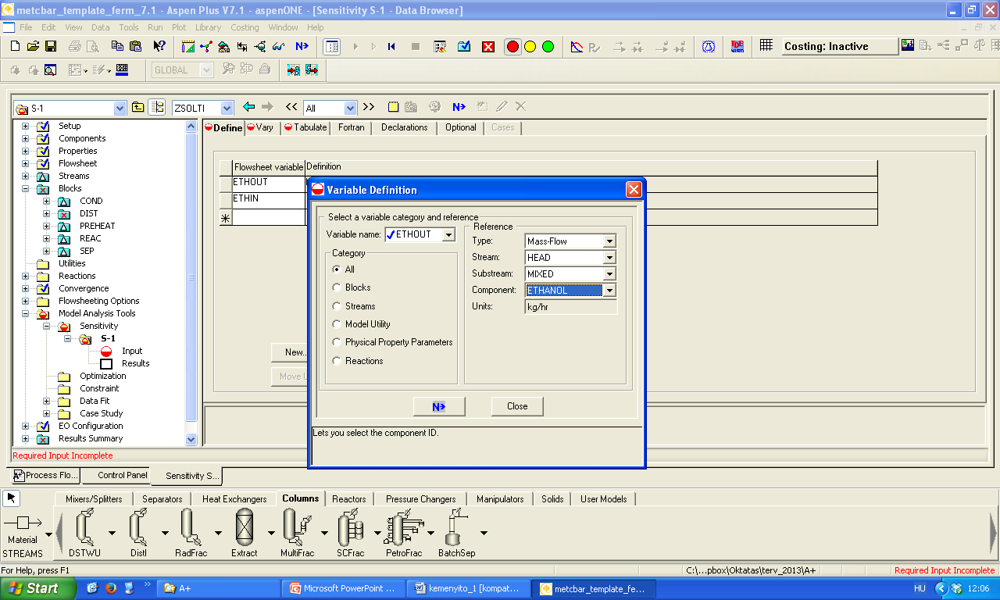 metcbar_template_ferm_7.1 - Aspen Plus V7.1 - aspenONE - [Sensitivity S-1 - Data Browser]
File Edit View Data Tools Run Plot Library Costing Window Help
N> Costing: Inactive
GLOBAL
S-1 ZSOLTI << All >> N>
Setup
Components
Properties
Flowsheet
Streams
Blocks
COND
DIST
PREHEAT
REAC
SEP
Utilities
Reactions
Convergence
Flowsheeting Options
Model Analysis Tools
Sensitivity
S-1
Input
Results
Optimization
Constraint
Data Fit
Case Study
EO Configuration
Results Summary
Define Vary Tabulate Fortran Declarations Optional Cases
Flowsheet variable Definition
ETHOUT
ETHIN
New..
Move U
Variable Definition
Select a variable category and reference
Variable name: ETHOUT
Category
All
Blocks
Streams
Model Utility
Physical Property Parameters
Reactions
Reference
Type: Mass-Flow
Stream: HEAD
Substream: MIXED
Component: ETHANOL
Units: kg/hr
N> Close
Lets you select the component ID.
Required Input Incomplete
Process Flo... Control Panel Sensitivity S...
Mixers/Splitters Separators Heat Exchangers Columns Reactors Pressure Changers Manipulators Solids User Models
Material
STREAMS DSTWU Distl RadFrac Extract MultiFrac SCFrac PetroFrac BatchSep
For Help, press F1 C:\...pbox\Oktatas\terv_2013\A+ Required Input Incomplete
Start A+ Microsoft PowerPoint ... kemenyito_1 [kompat... metcbar_template_fe... HU 12:06